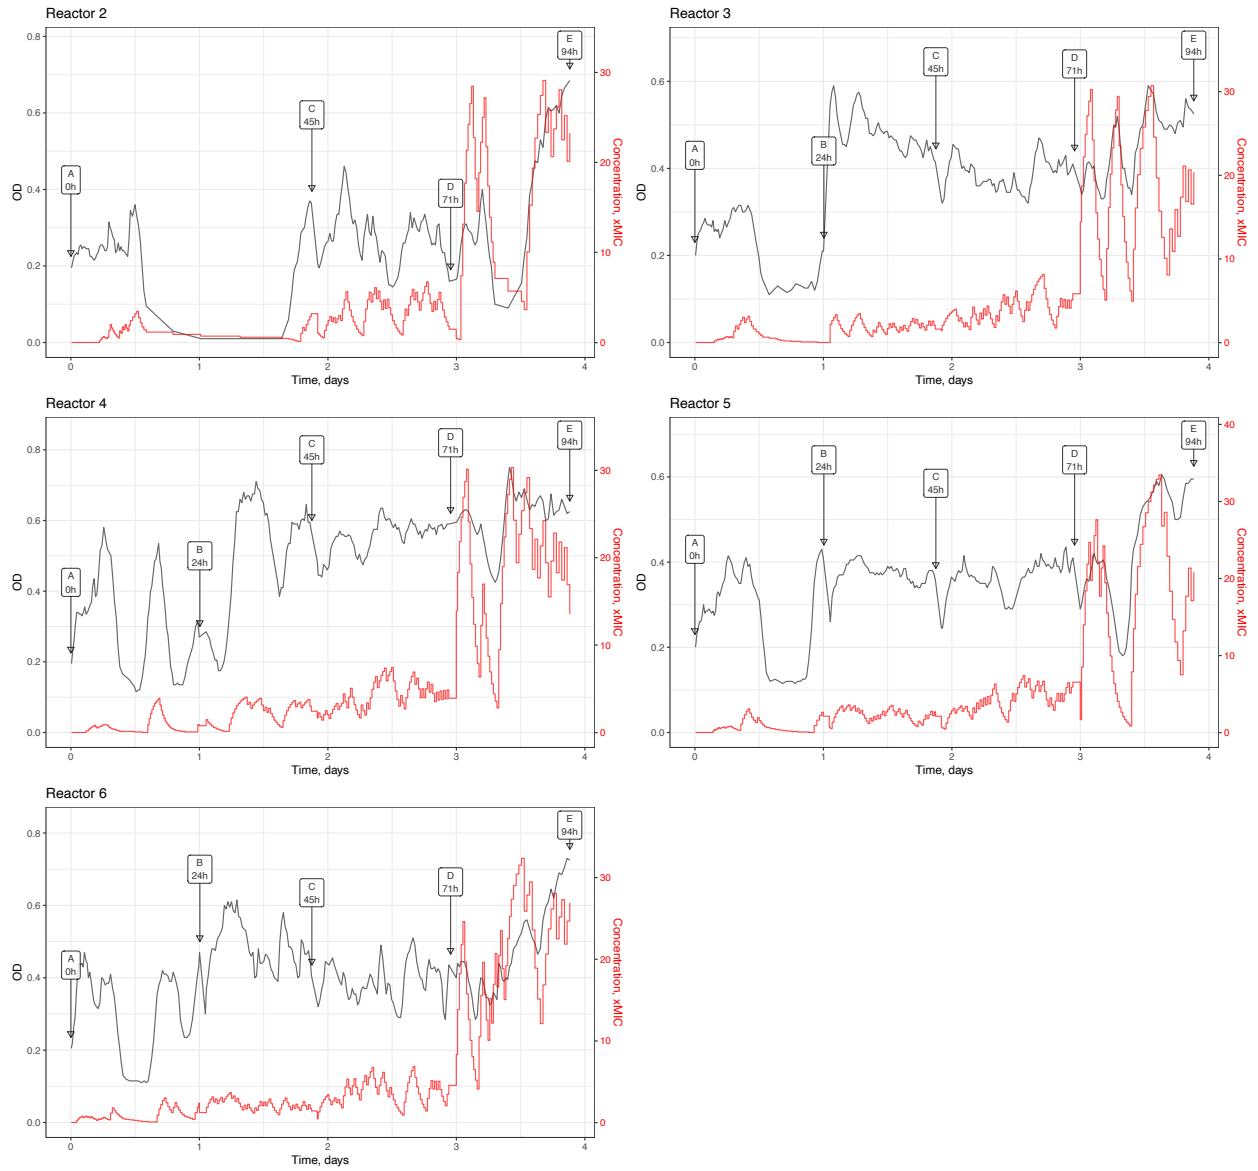 Reactor 2
0.8
0.6
0.4
0.2
0.0
OD
A
0h
C
45h
D
71h
E
94h
30
20
10
0
Concentration, xMIC
0
1
2
3
4
Time, days
Reactor 3
0.6
0.4
0.2
0.0
OD
A
0h
B
24h
C
45h
D
71h
E
94h
30
20
10
0
Concentration, xMIC
0
1
2
3
4
Time, days
Reactor 4
0.8
0.6
0.4
0.2
0.0
OD
A
0h
B
24h
C
45h
D
71h
E
94h
30
20
10
0
Concentration, xMIC
0
1
2
3
4
Time, days
Reactor 5
0.6
0.4
0.2
0.0
OD
A
0h
B
24h
C
45h
D
71h
E
94h
40
30
20
10
0
Concentration, xMIC
0
1
2
3
4
Time, days
Reactor 6
0.8
0.6
0.4
0.2
0.0
OD
A
0h
B
24h
C
45h
D
71h
E
94h
30
20
10
0
Concentration, xMIC
0
1
2
3
4
Time, days